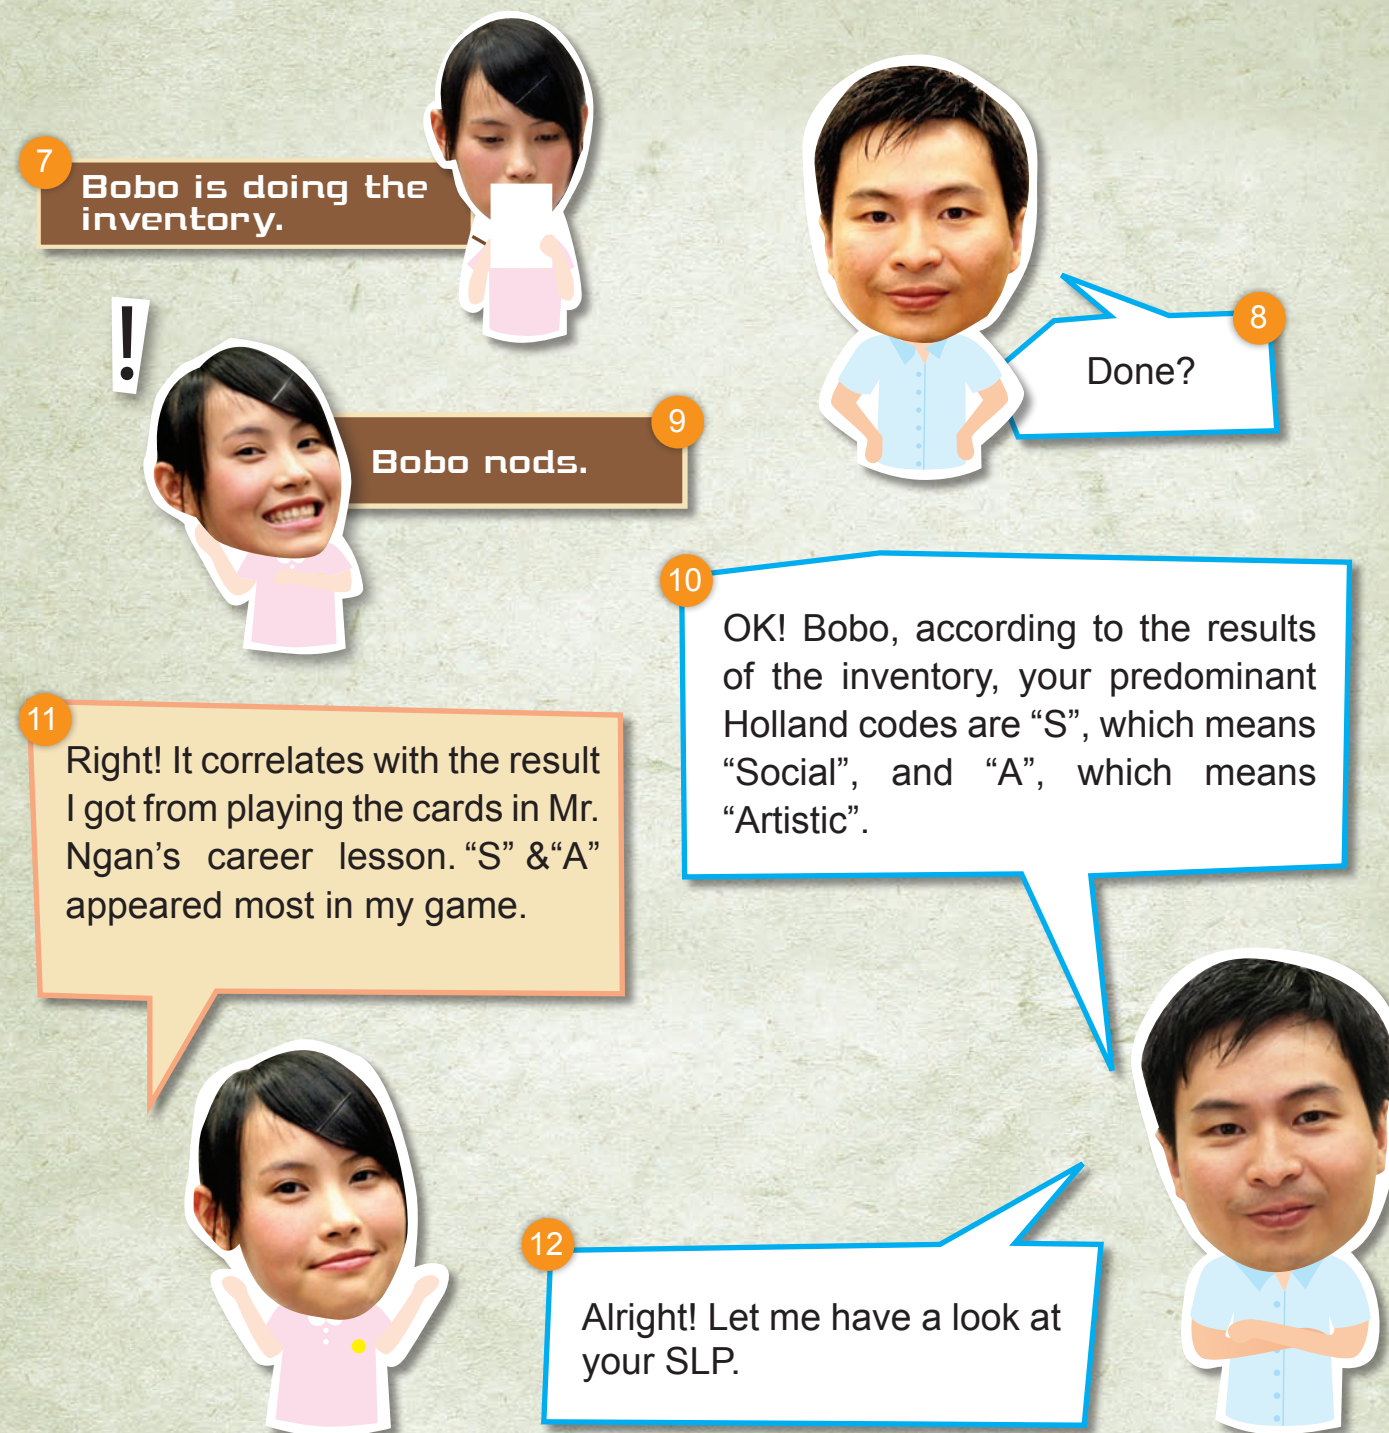 7
Bobo is doing the
inventory.
!
8
Done?
9
Bobo nods.
10
OK! Bobo, according to the results
of the inventory, your predominant
Holland codes are “S”, which means
“Social”, and “A”, which means
“Artistic”.
11
Right! It correlates with the result
I got from playing the cards in Mr.
Ngan’s career lesson. “S” &“A”
appeared most in my game.
12
Alright! Let me have a look at
your SLP.